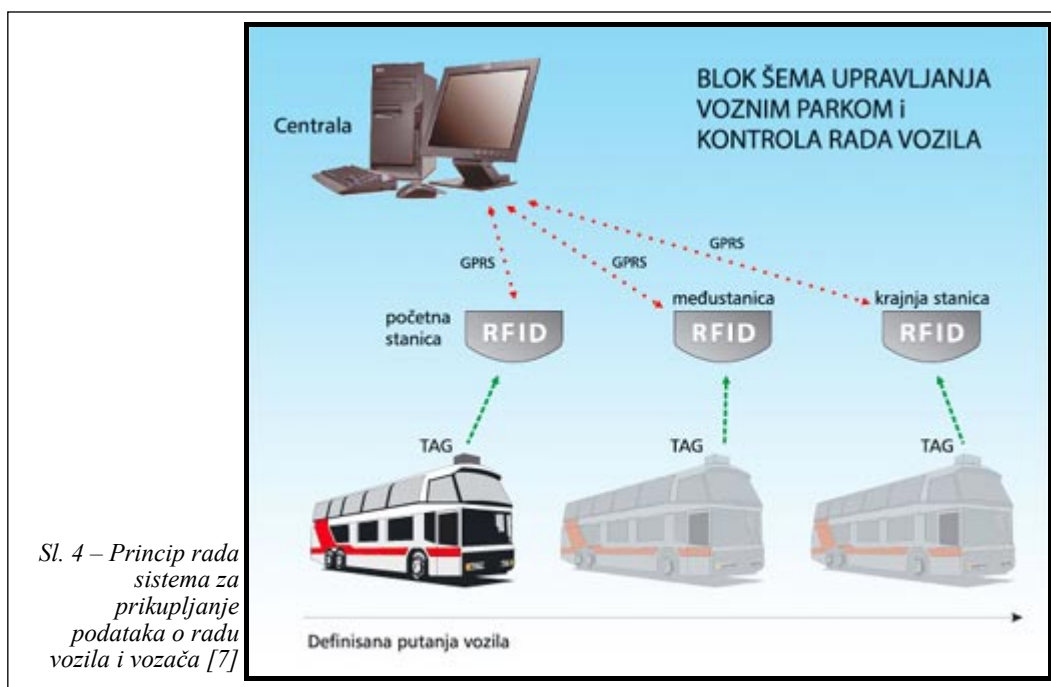 BLOK ŠEMA UPRAVLJANJA
VOZNIM PARKOM i
KONTROLA RADA VOZILA
Centrala
GPRS
GPRS
GPRS
početna
stanica
RFID
međustanica
RFID
krajnja stanica
RFID
TAG
TAG
TAG
Definisana putanja vozila
Sl. 4 – Princip rada
sistema za
prikupljanje
podataka o radu
vozila i vozača [7]